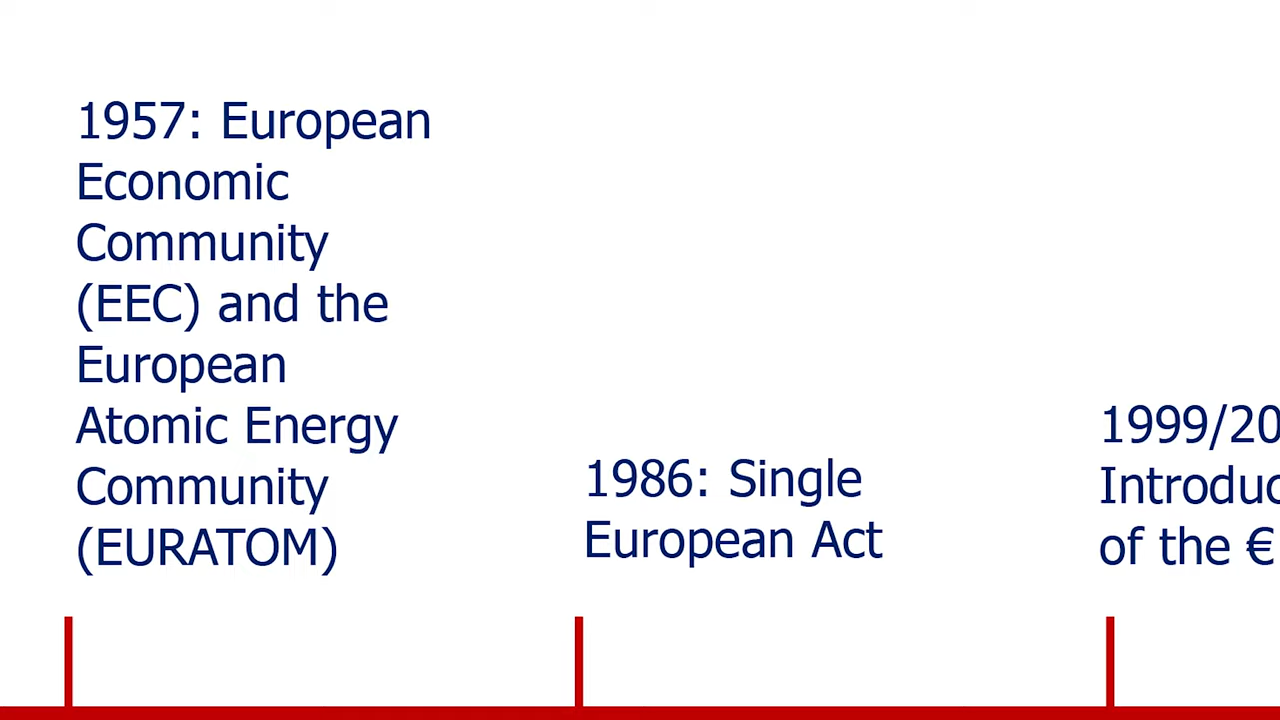 1957: European
Economic
Community
(EEC) and the
European
Atomic Energy
Community
(EURATOM)
1986: Single
European Act
1999/20
Introduc
of the €